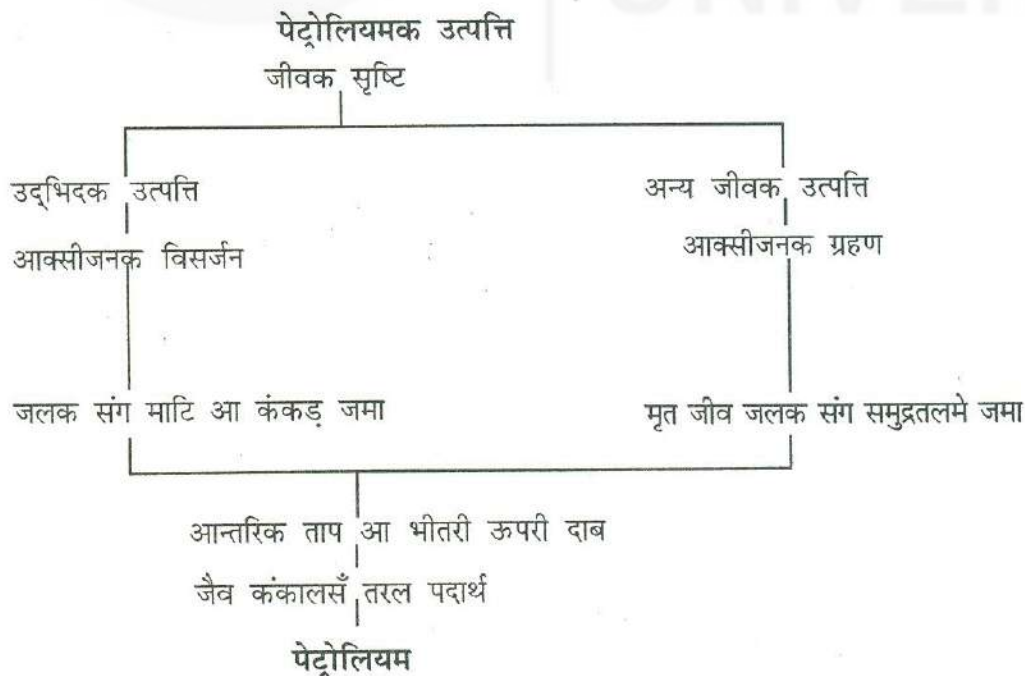 पेट्रोलियमक उत्पत्ति
जीवक सृष्टि
उद्‌भिदक उत्पत्ति
अन्य जीवक उत्पत्ति
आक्सीजनक विसर्जन
आक्सीजनक ग्रहण
जलक संग माटि आ कंकड़ जमा
मृत जीव जलक संग समुद्रतलमे जमा
आन्तरिक ताप आ भीतरी ऊपरी दाब
जैव कंकालसँ तरल पदार्थ
पेट्रोलियम